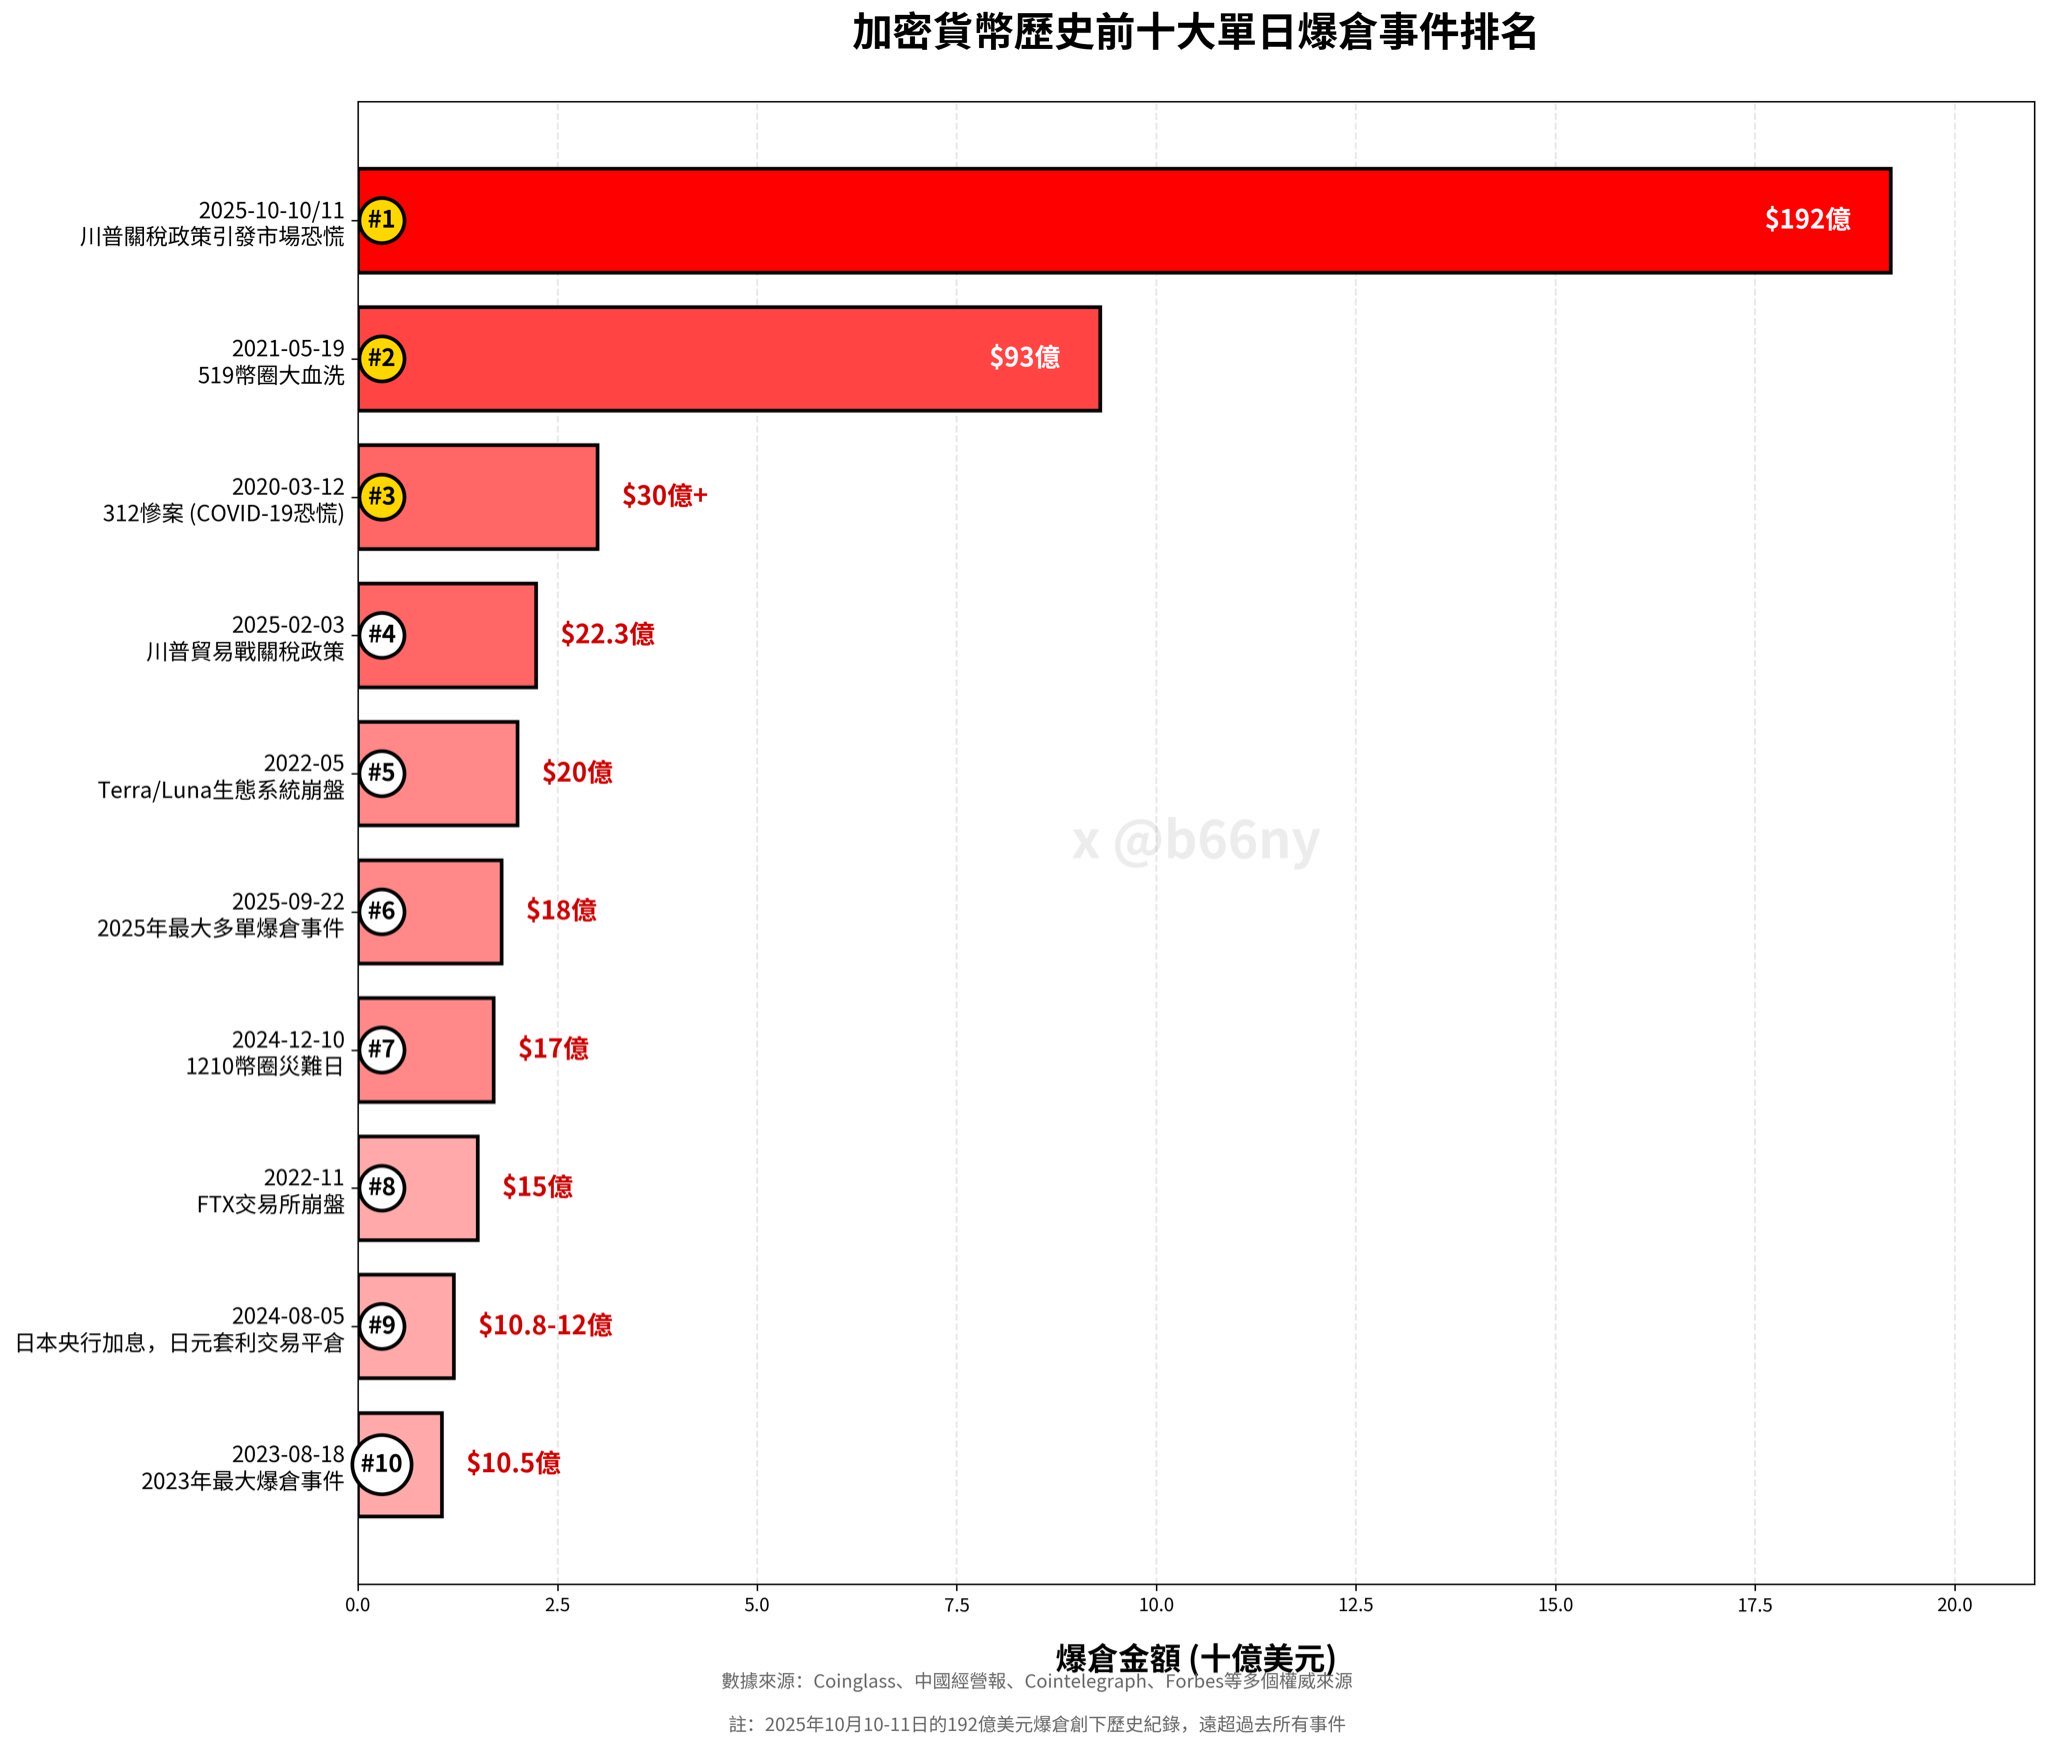 加密貨幣歷史前十大單日爆倉事件排名
2025-10-10/11
川普關稅政策引發市場恐慌
#1
$192億
2021-05-19
519幣圈大血洗
#2
$93億
2020-03-12
312慘案 (COVID-19恐慌)
#3
$30億+
2025-02-03
川普貿易戰關稅政策
#4
$22.3億
2022-05
Terra/Luna生態系統崩盤
#5
$20億
x @b66ny
2025-09-22
2025年最大多單爆倉事件
#6
$18億
2024-12-10
1210幣圈災難日
#7
$17億
2022-11
FTX交易所崩盤
#8
$15億
2024-08-05
日本央行加息，日元套利交易平倉
#9
$10.8-12億
2023-08-18
2023年最大爆倉事件
#10
$10.5億
0.0 2.5 5.0 7.5 10.0 12.5 15.0 17.5 20.0
爆倉金額 (十億美元)
數據來源：Coinglass、中國經營報、Cointelegraph、Forbes等多個權威來源
註：2025年10月10-11日的192億美元爆倉創下歷史紀錄，遠超過去所有事件